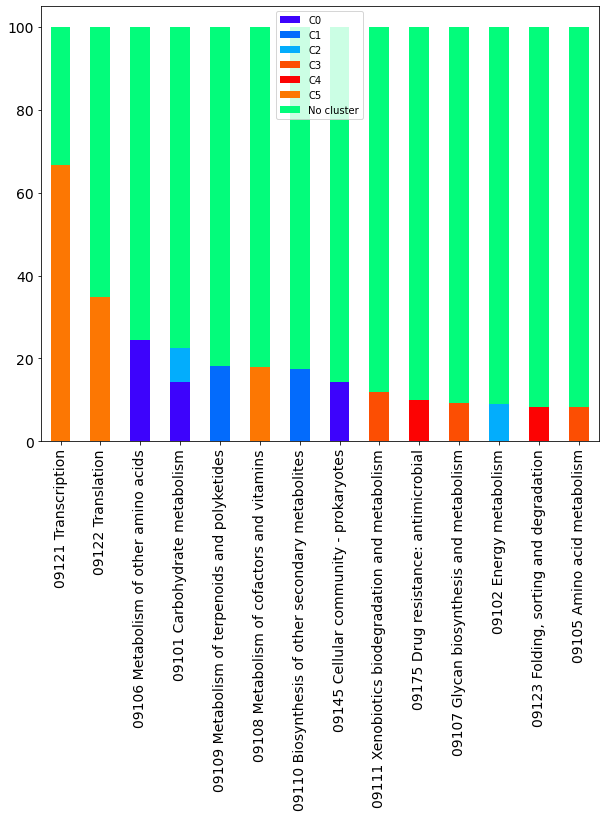 C0
C1
C2
C3
C4
C5
No cluster
100
80
60
40
20
0
09121 Transcription
09122 Translation
09106 Metabolism of other amino acids
09101 Carbohydrate metabolism
09109 Metabolism of terpenoids and polyketides
09108 Metabolism of cofactors and vitamins
09110 Biosynthesis of other secondary metabolites
09145 Cellular community - prokaryotes
09111 Xenobiotics biodegradation and metabolism
09175 Drug resistance: antimicrobial
09107 Glycan biosynthesis and metabolism
09102 Energy metabolism
09123 Folding, sorting and degradation
09105 Amino acid metabolism